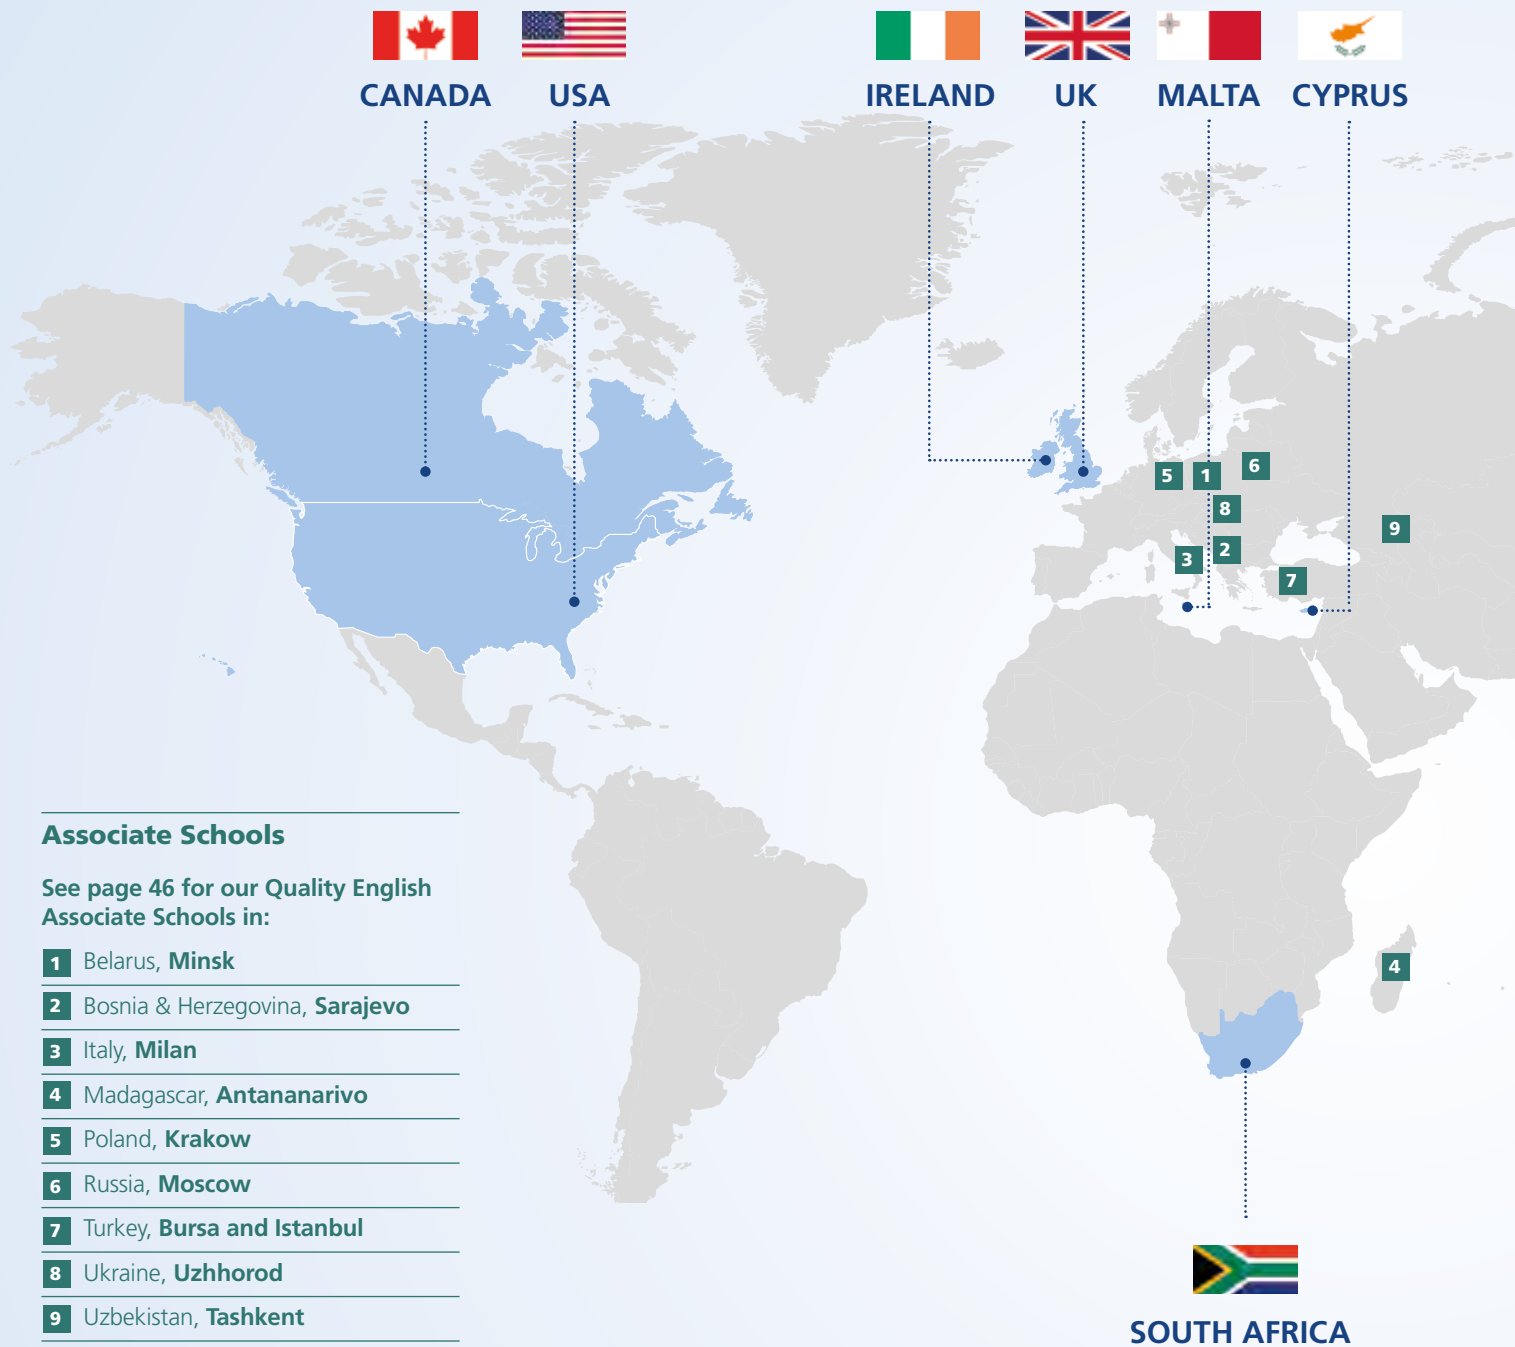 CANADA
USA
IRELAND
UK
MALTA
CYPRUS
5
1
6
8
9
3
2
7
4
Associate Schools
See page 46 for our Quality English
Associate Schools in:
1 Belarus, Minsk
2 Bosnia & Herzegovina, Sarajevo
3 Italy, Milan
4 Madagascar, Antananarivo
5 Poland, Krakow
6 Russia, Moscow
7 Turkey, Bursa and Istanbul
8 Ukraine, Uzhhorod
9 Uzbekistan, Tashkent
SOUTH AFRICA